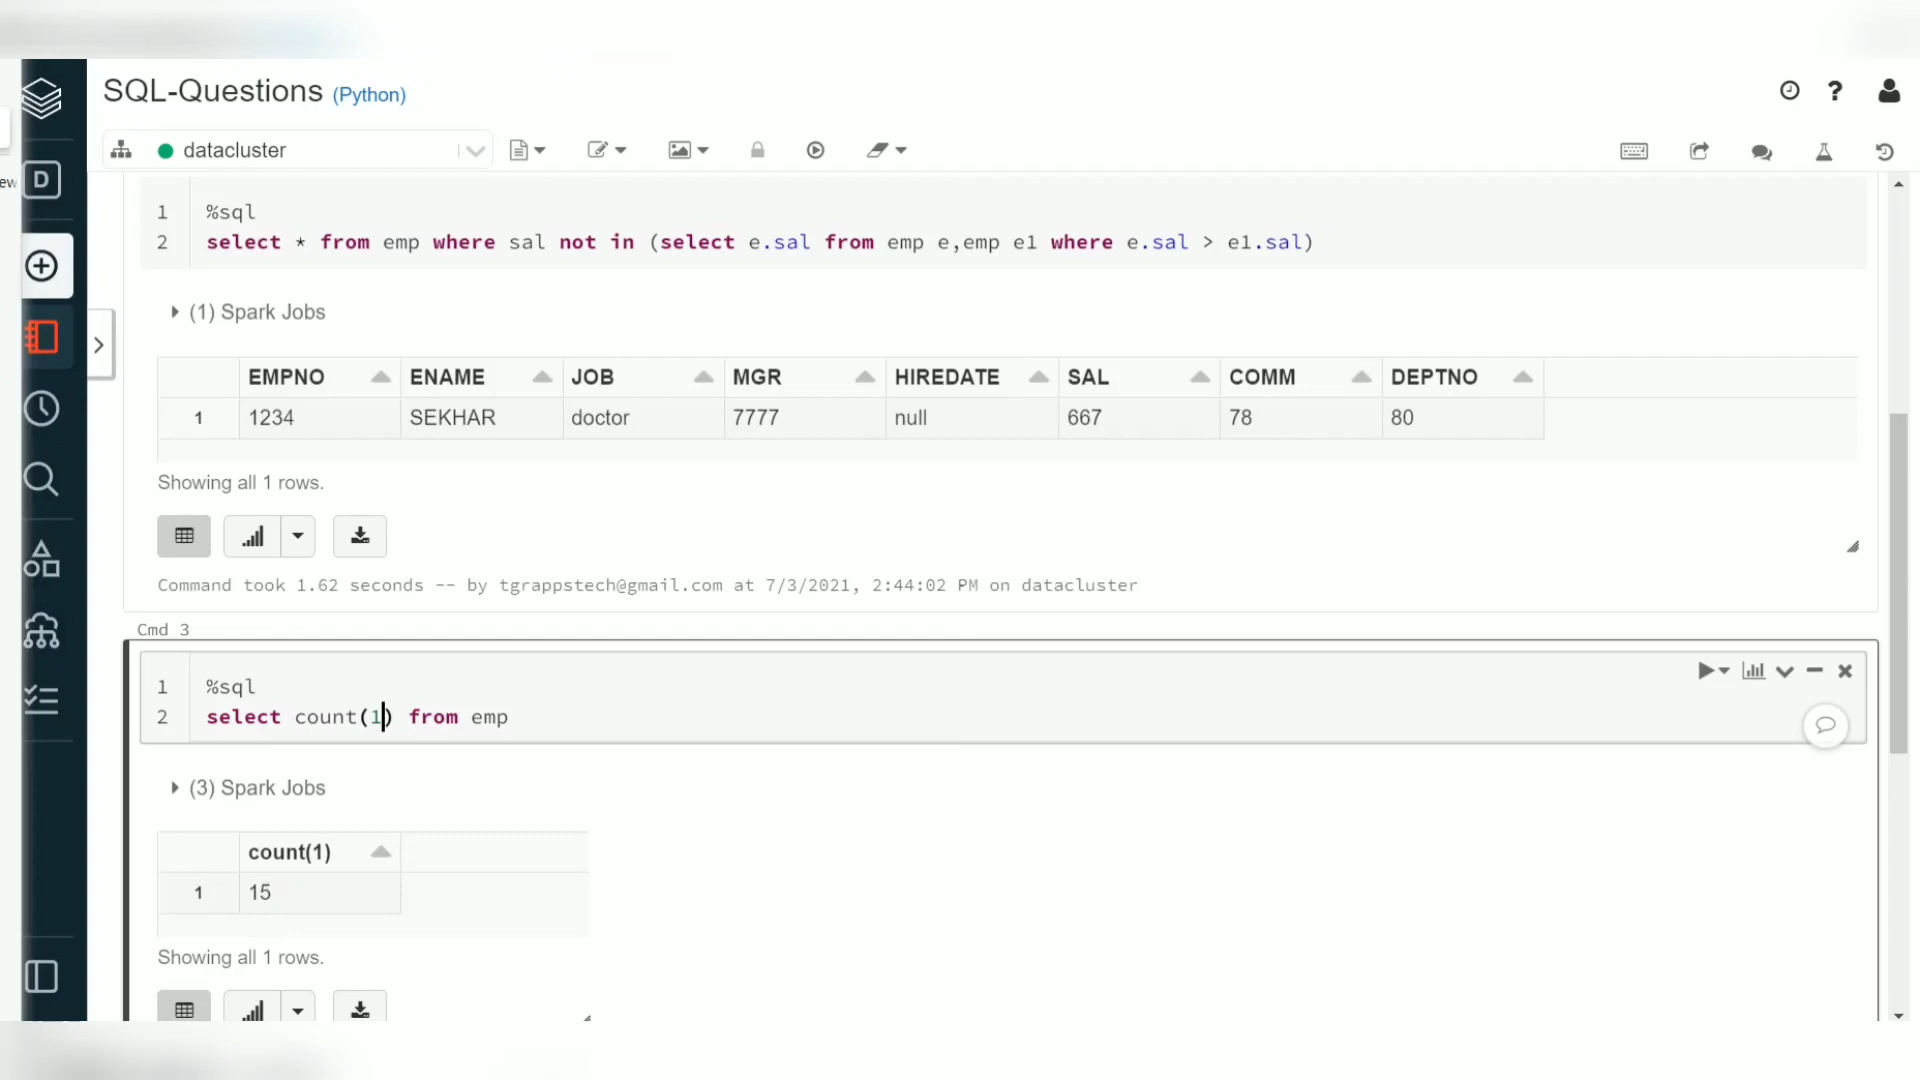 SQL-Questions (Python)
datacluster
ew
D
1 %sql
2 select * from emp where sal not in (select e.sal from emp e,emp e1 where e.sal > e1.sal)
(1) Spark Jobs
EMPNO ENAME JOB MGR HIREDATE SAL COMM DEPTNO
1 1234 SEKHAR doctor 7777 null 667 78 80
Showing all 1 rows.
Command took 1.62 seconds -- by tgrappstech@gmail.com at 7/3/2021, 2:44:02 PM on datacluster
Cmd 3
1 %sql
2 select count(1) from emp
(3) Spark Jobs
count(1)
1 15
Showing all 1 rows.